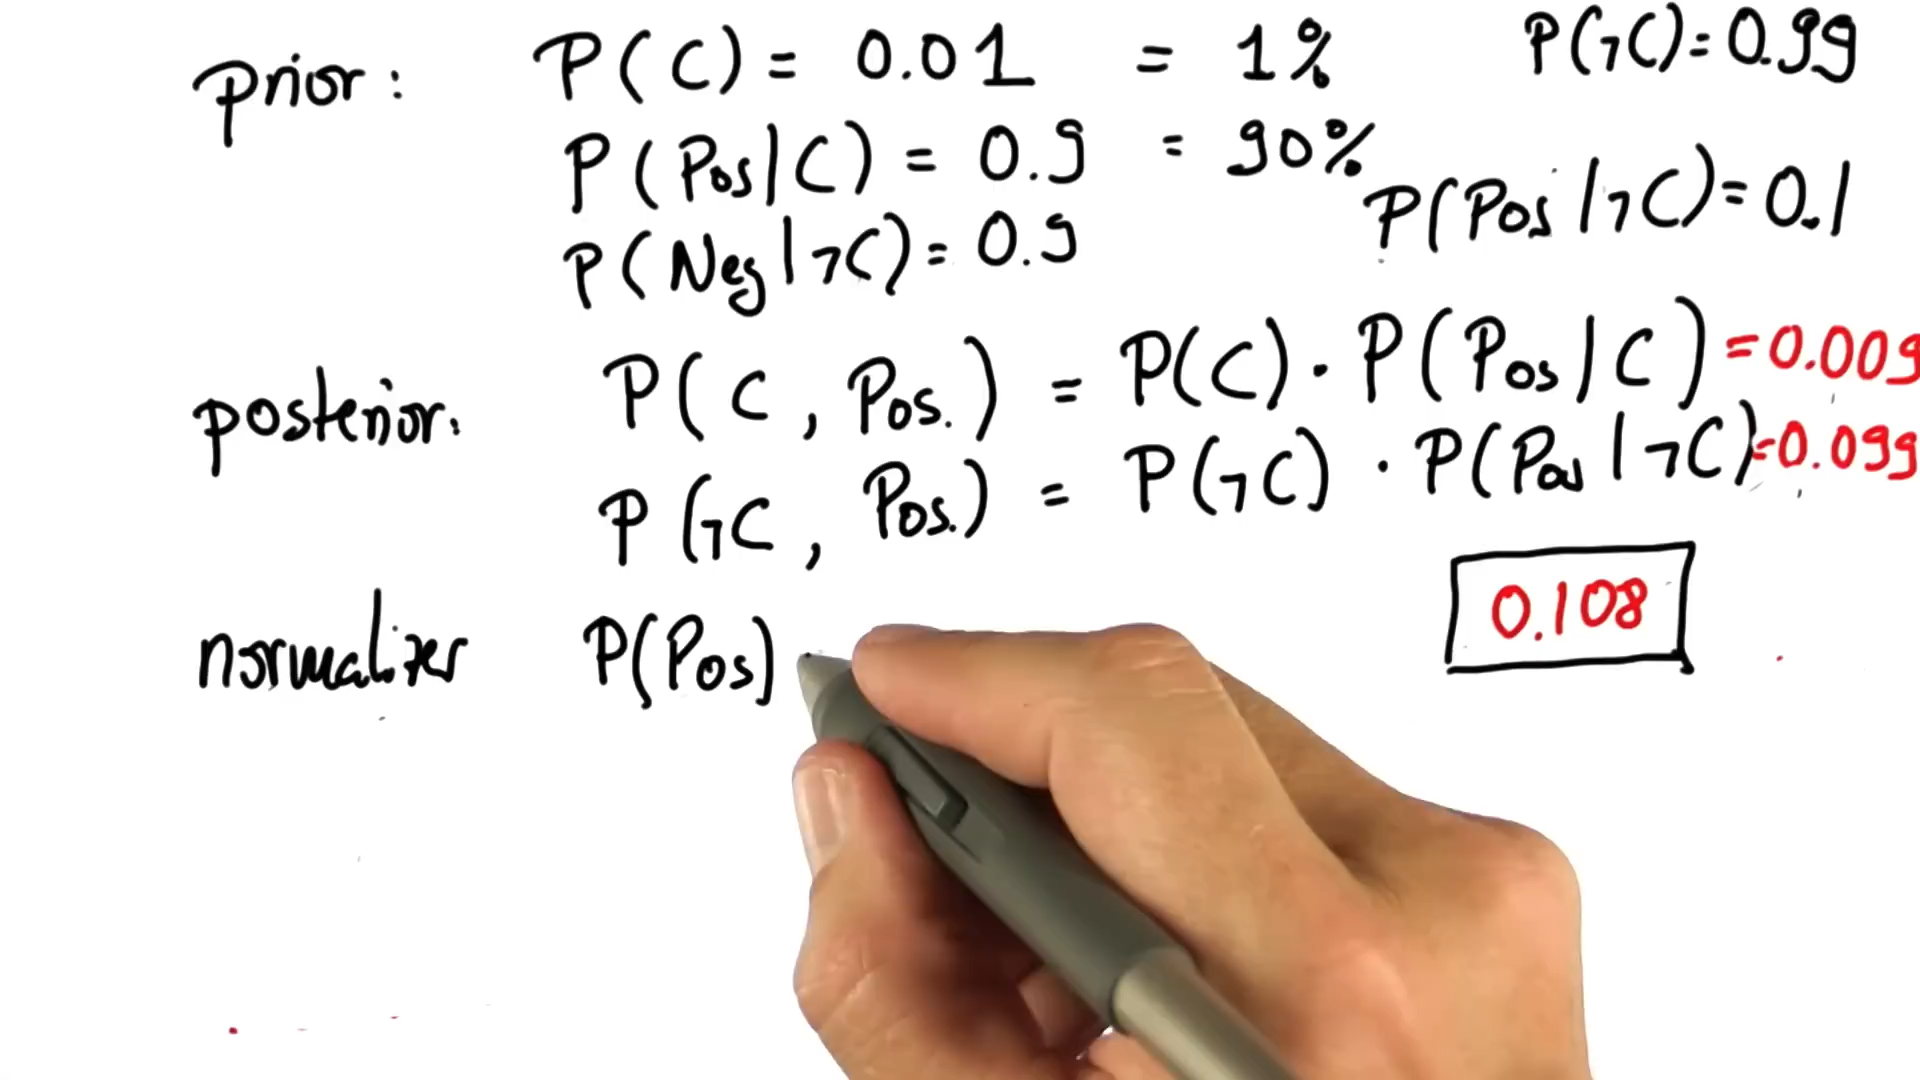 prior: P(C) = 0.01 = 1% P(¬C)=0.99
P(Pos|C) = 0.9 = 90%
P(Pos|¬C)=0.1
P(Neg|¬C)= 0.9
posterior: P(C, Pos.) = P(C) · P(Pos|C) =0.009
P(¬C, Pos.) = P(¬C) · P(Pos|¬C)=0.099
normalizer P(Pos) 0.108